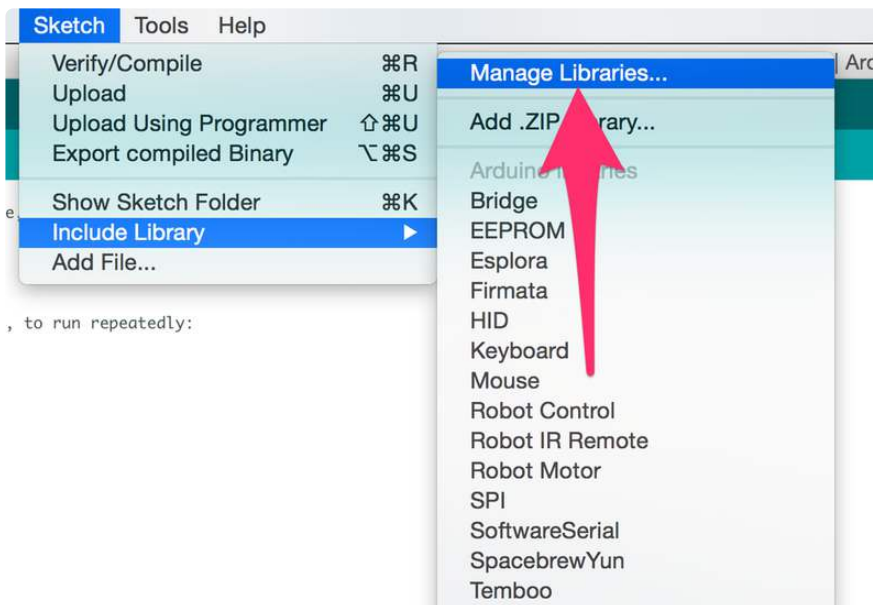 Sketch Tools Help
Verify/Compile ⌘R
Upload ⌘U
Upload Using Programmer ⇧⌘U
Export compiled Binary ⌥⌘S
Show Sketch Folder ⌘K
Include Library ▶
Add File...
, to run repeatedly:
Manage Libraries...
Add .ZIP
Arduino
Bridge
EEPROM
Esplora
Firmata
HID
Keyboard
Mouse
Robot Control
Robot IR Remote
Robot Motor
SPI
SoftwareSerial
SpacebrewYun
Temboo